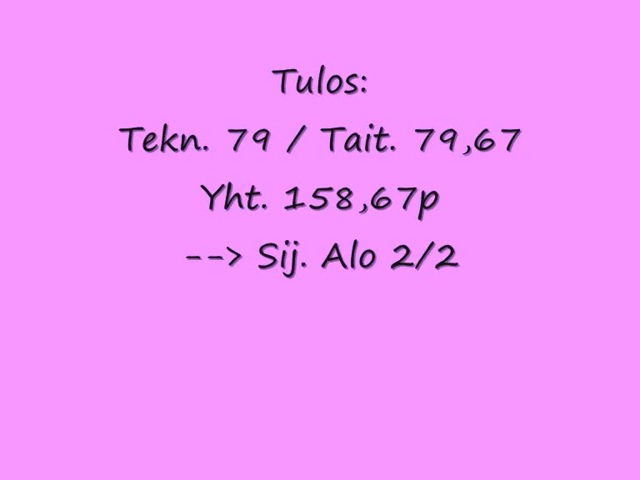 Tulos:
Tekn. 79 / Tait. 79,67
Yht. 158,67p
--> Sij. Alo 2/2